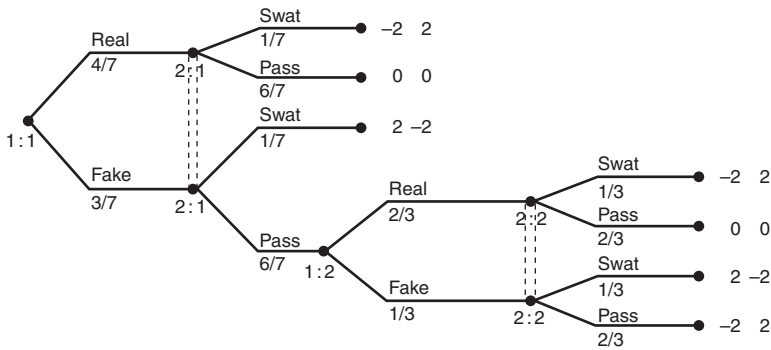 Swat
1/7
–2 2
Real
4/7
2:1
Pass
6/7
0 0
1:1
Swat
1/7
2 –2
Fake
3/7
2:1
Pass
6/7
1:2
Real
2/3
2:2
Swat
1/3
–2 2
Pass
2/3
0 0
Fake
1/3
2:2
Swat
1/3
2 –2
Pass
2/3
–2 2